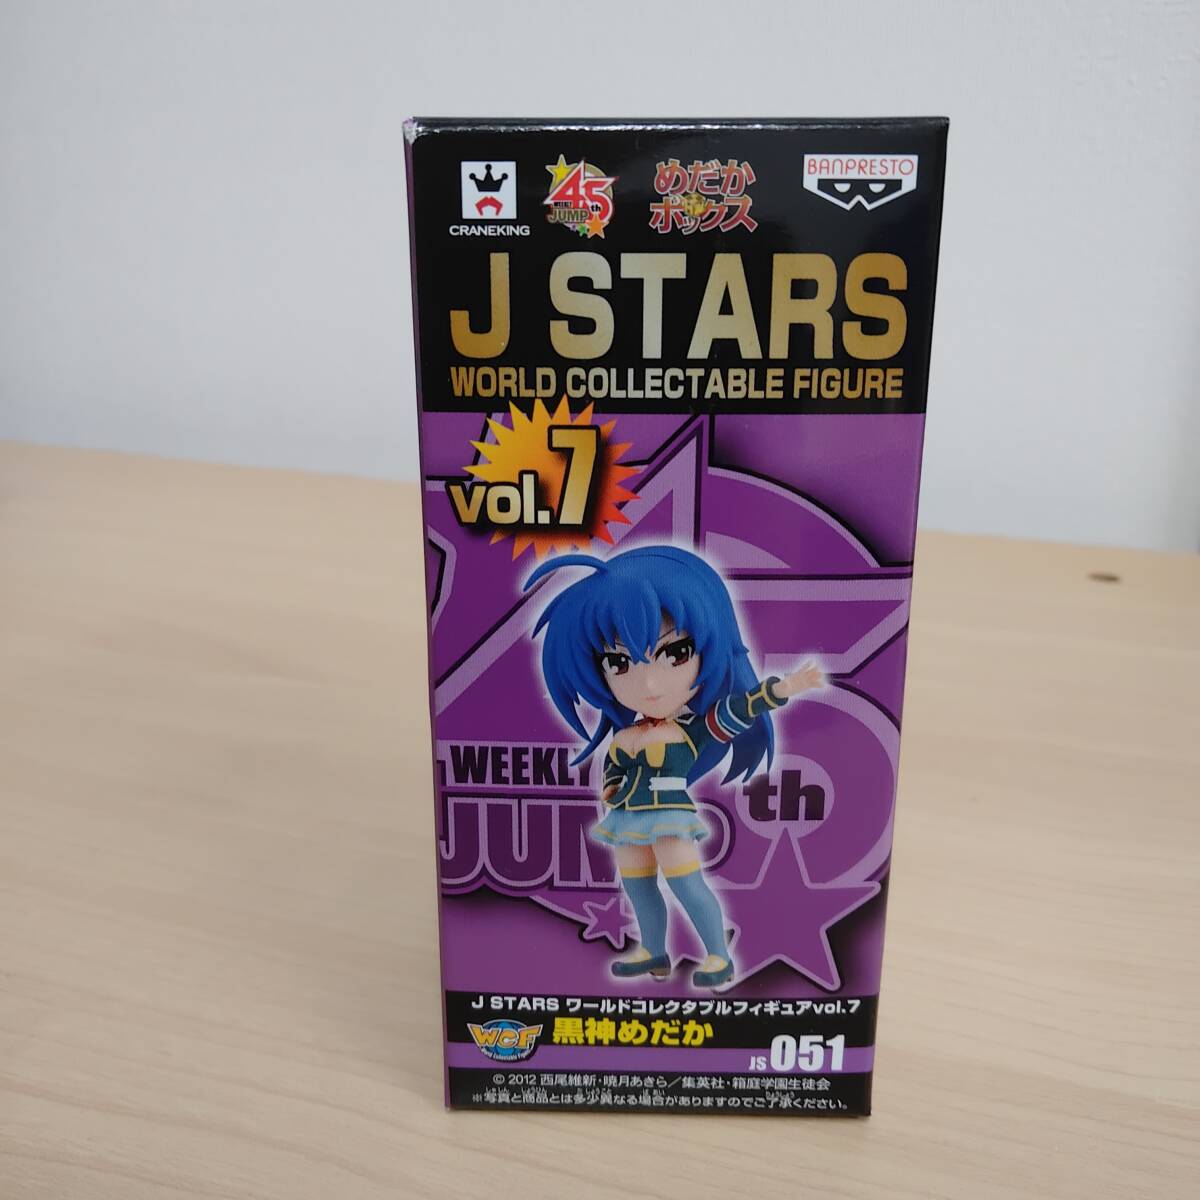 CRANEKING
45th
WEEKLY
JUMP
めだか
ボックス
BANPRESTO
J STARS
WORLD COLLECTABLE FIGURE
vol.7
WEEKLY
JUMP
th
J STARS ワールドコレクタブルフィギュアvol.7
WCF
World Collectable Figure
黒神めだか
JS 051
© 2012 西尾維新・暁月あきら／集英社・箱庭学園生徒会
※写真と商品とは多少異なる場合がありますのでご了承ください。